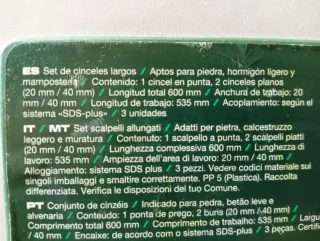 ES Set de cinceles largos / Aptos para piedra, hormigón ligero y
mampostería / Contenido: 1 cincel en punta, 2 cinceles planos
(20 mm / 40 mm) / Longitud total 600 mm / Anchura de trabajo: 20
mm / 40 mm / Longitud de trabajo: 535 mm / Acoplamiento: según el
sistema «SDS-plus» / 3 unidades
IT / MT Set scalpelli allungati / Adatti per pietra, calcestruzzo
leggero e muratura / Contenuto: 1 scalpello a punta, 2 scalpelli piatti
(20 mm / 40 mm) / Lunghezza complessiva 600 mm / Lunghezza di
lavoro: 535 mm / Ampiezza dell'area di lavoro: 20 mm / 40 mm /
Alloggiamento: sistema SDS plus / 3 pezzi. Vedere codici materiale sui
singoli imballaggi e smaltire correttamente. PP 5 (Plastica). Raccolta
differenziata. Verifica le disposizioni del tuo Comune.
PT Conjunto de cinzéis / Indicado para pedra, betão leve e
alvenaria / Conteúdo: 1 ponta de prego, 2 buris (20 mm /40 mm)
Comprimento total 600 mm / Comprimento de trabalho: 535 mm / Largu
/ 40 mm / Encaixe: de acordo com o sistema SDS-plus / 3 peças. Cert